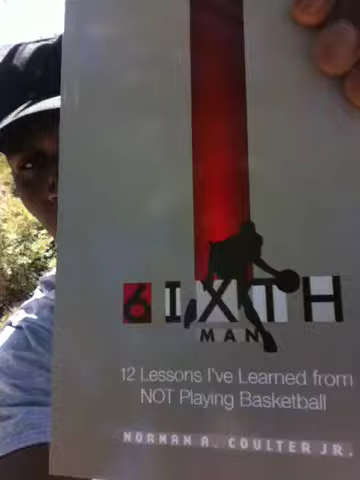 6IXTH
MAN
12 Lessons I've Learned from
NOT Playing Basketball
NORMAN A. COULTER JR.